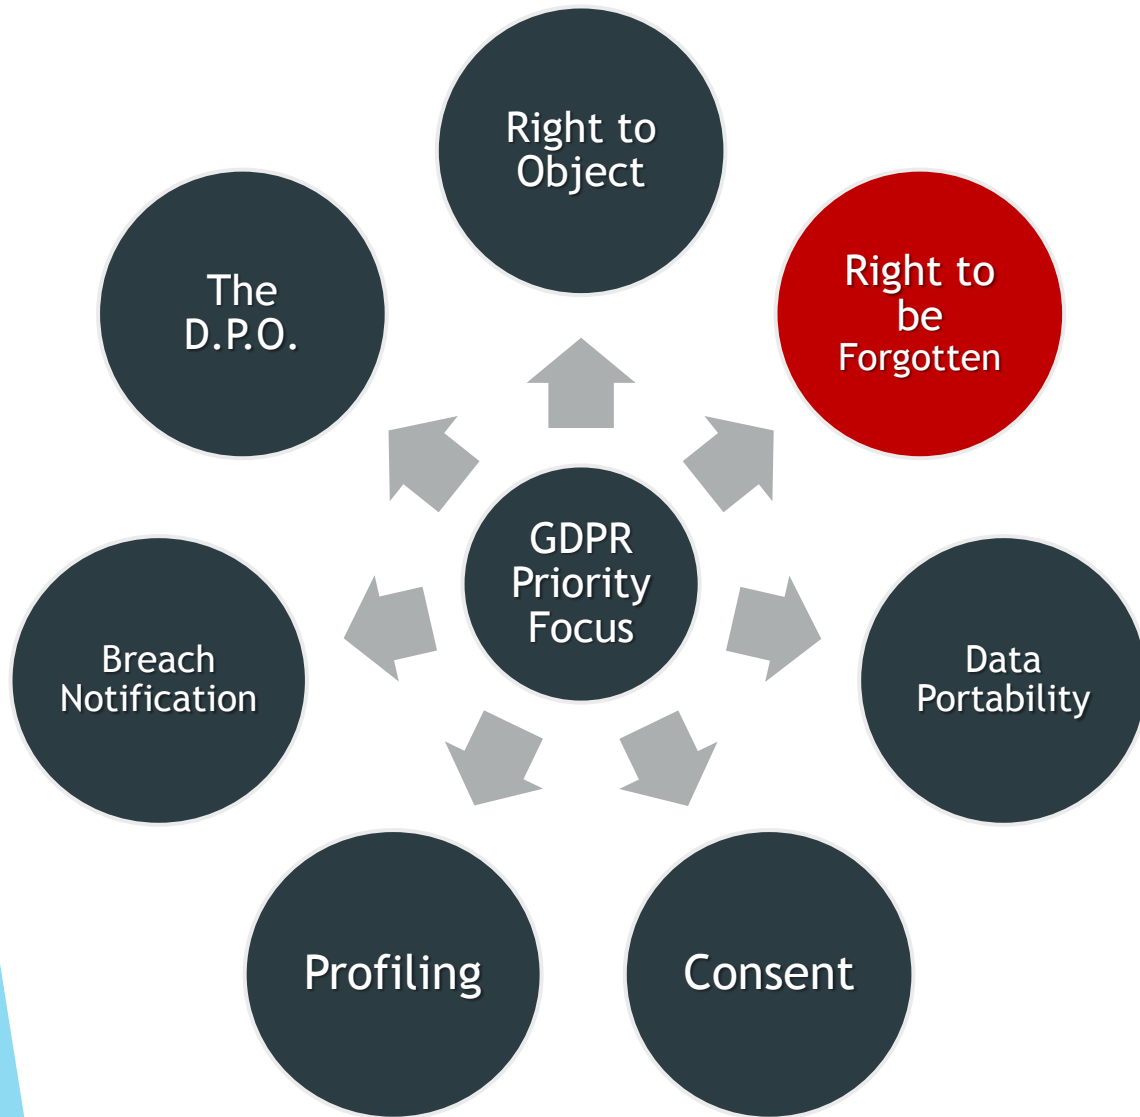 Right to
Object
Right to
be
Forgotten
Data
Portability
Consent
Profiling
Breach
Notification
The
D.P.O.
GDPR
Priority
Focus